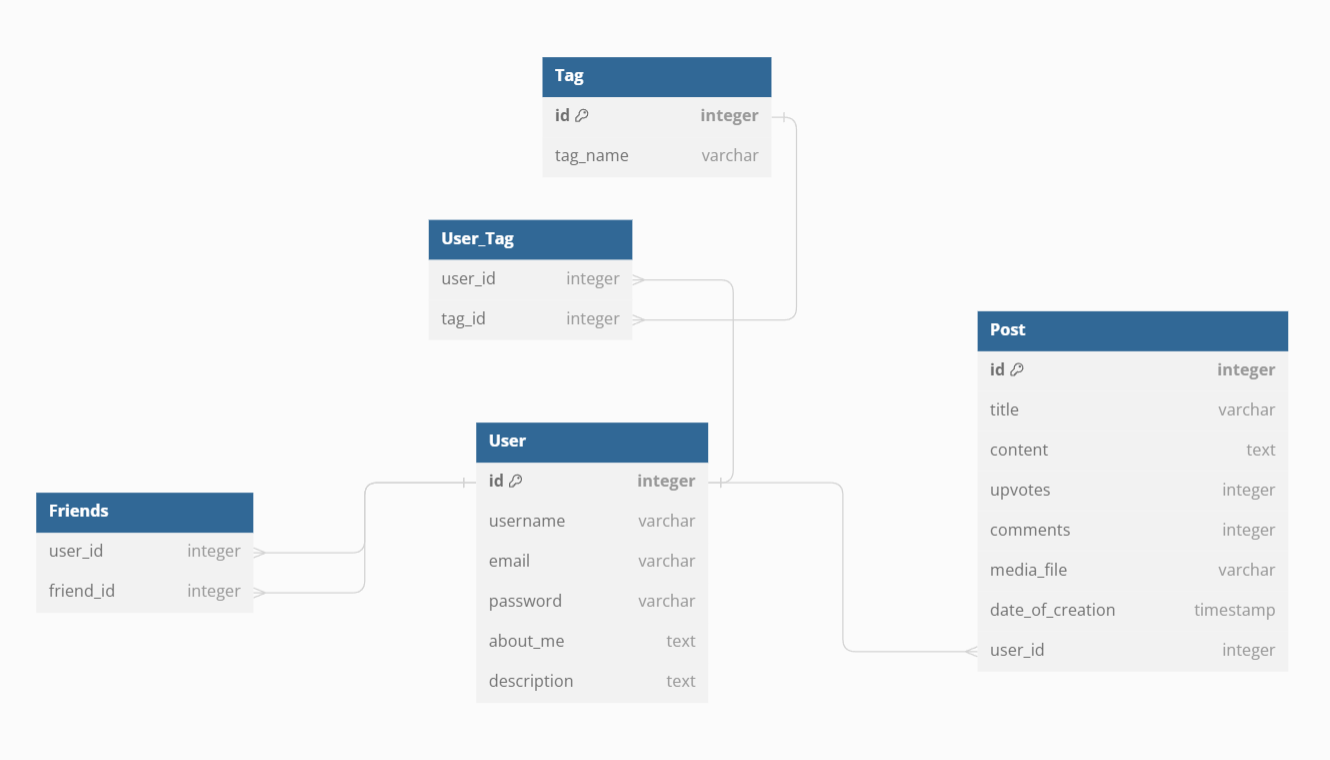 Tag
id integer
tag_name varchar
User_Tag
user_id integer
tag_id integer
Post
id integer
title varchar
content text
upvotes integer
comments integer
media_file varchar
date_of_creation timestamp
user_id integer
User
id integer
username varchar
email varchar
password varchar
about_me text
description text
Friends
user_id integer
friend_id integer